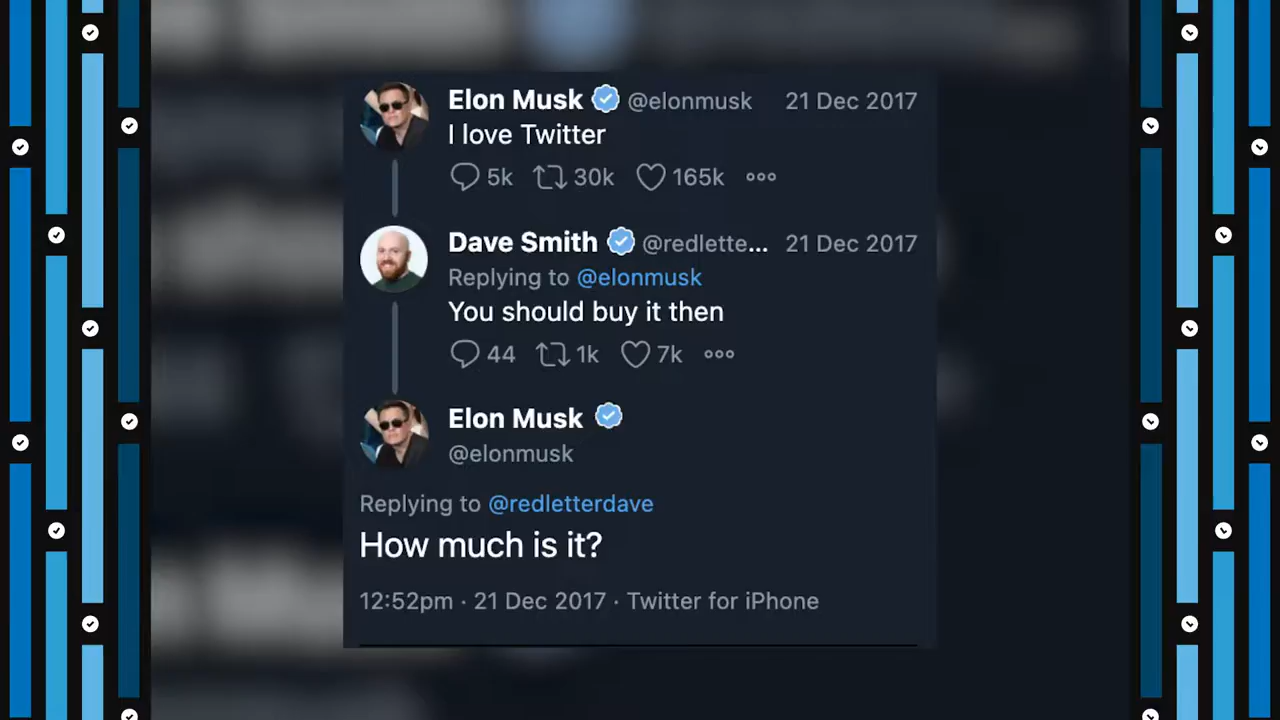 Elon Musk @elonmusk 21 Dec 2017
I love Twitter
5k 30k 165k
Dave Smith @redlette... 21 Dec 2017
Replying to @elonmusk
You should buy it then
44 1k 7k
Elon Musk
@elonmusk
Replying to @redletterdave
How much is it?
12:52pm · 21 Dec 2017 · Twitter for iPhone